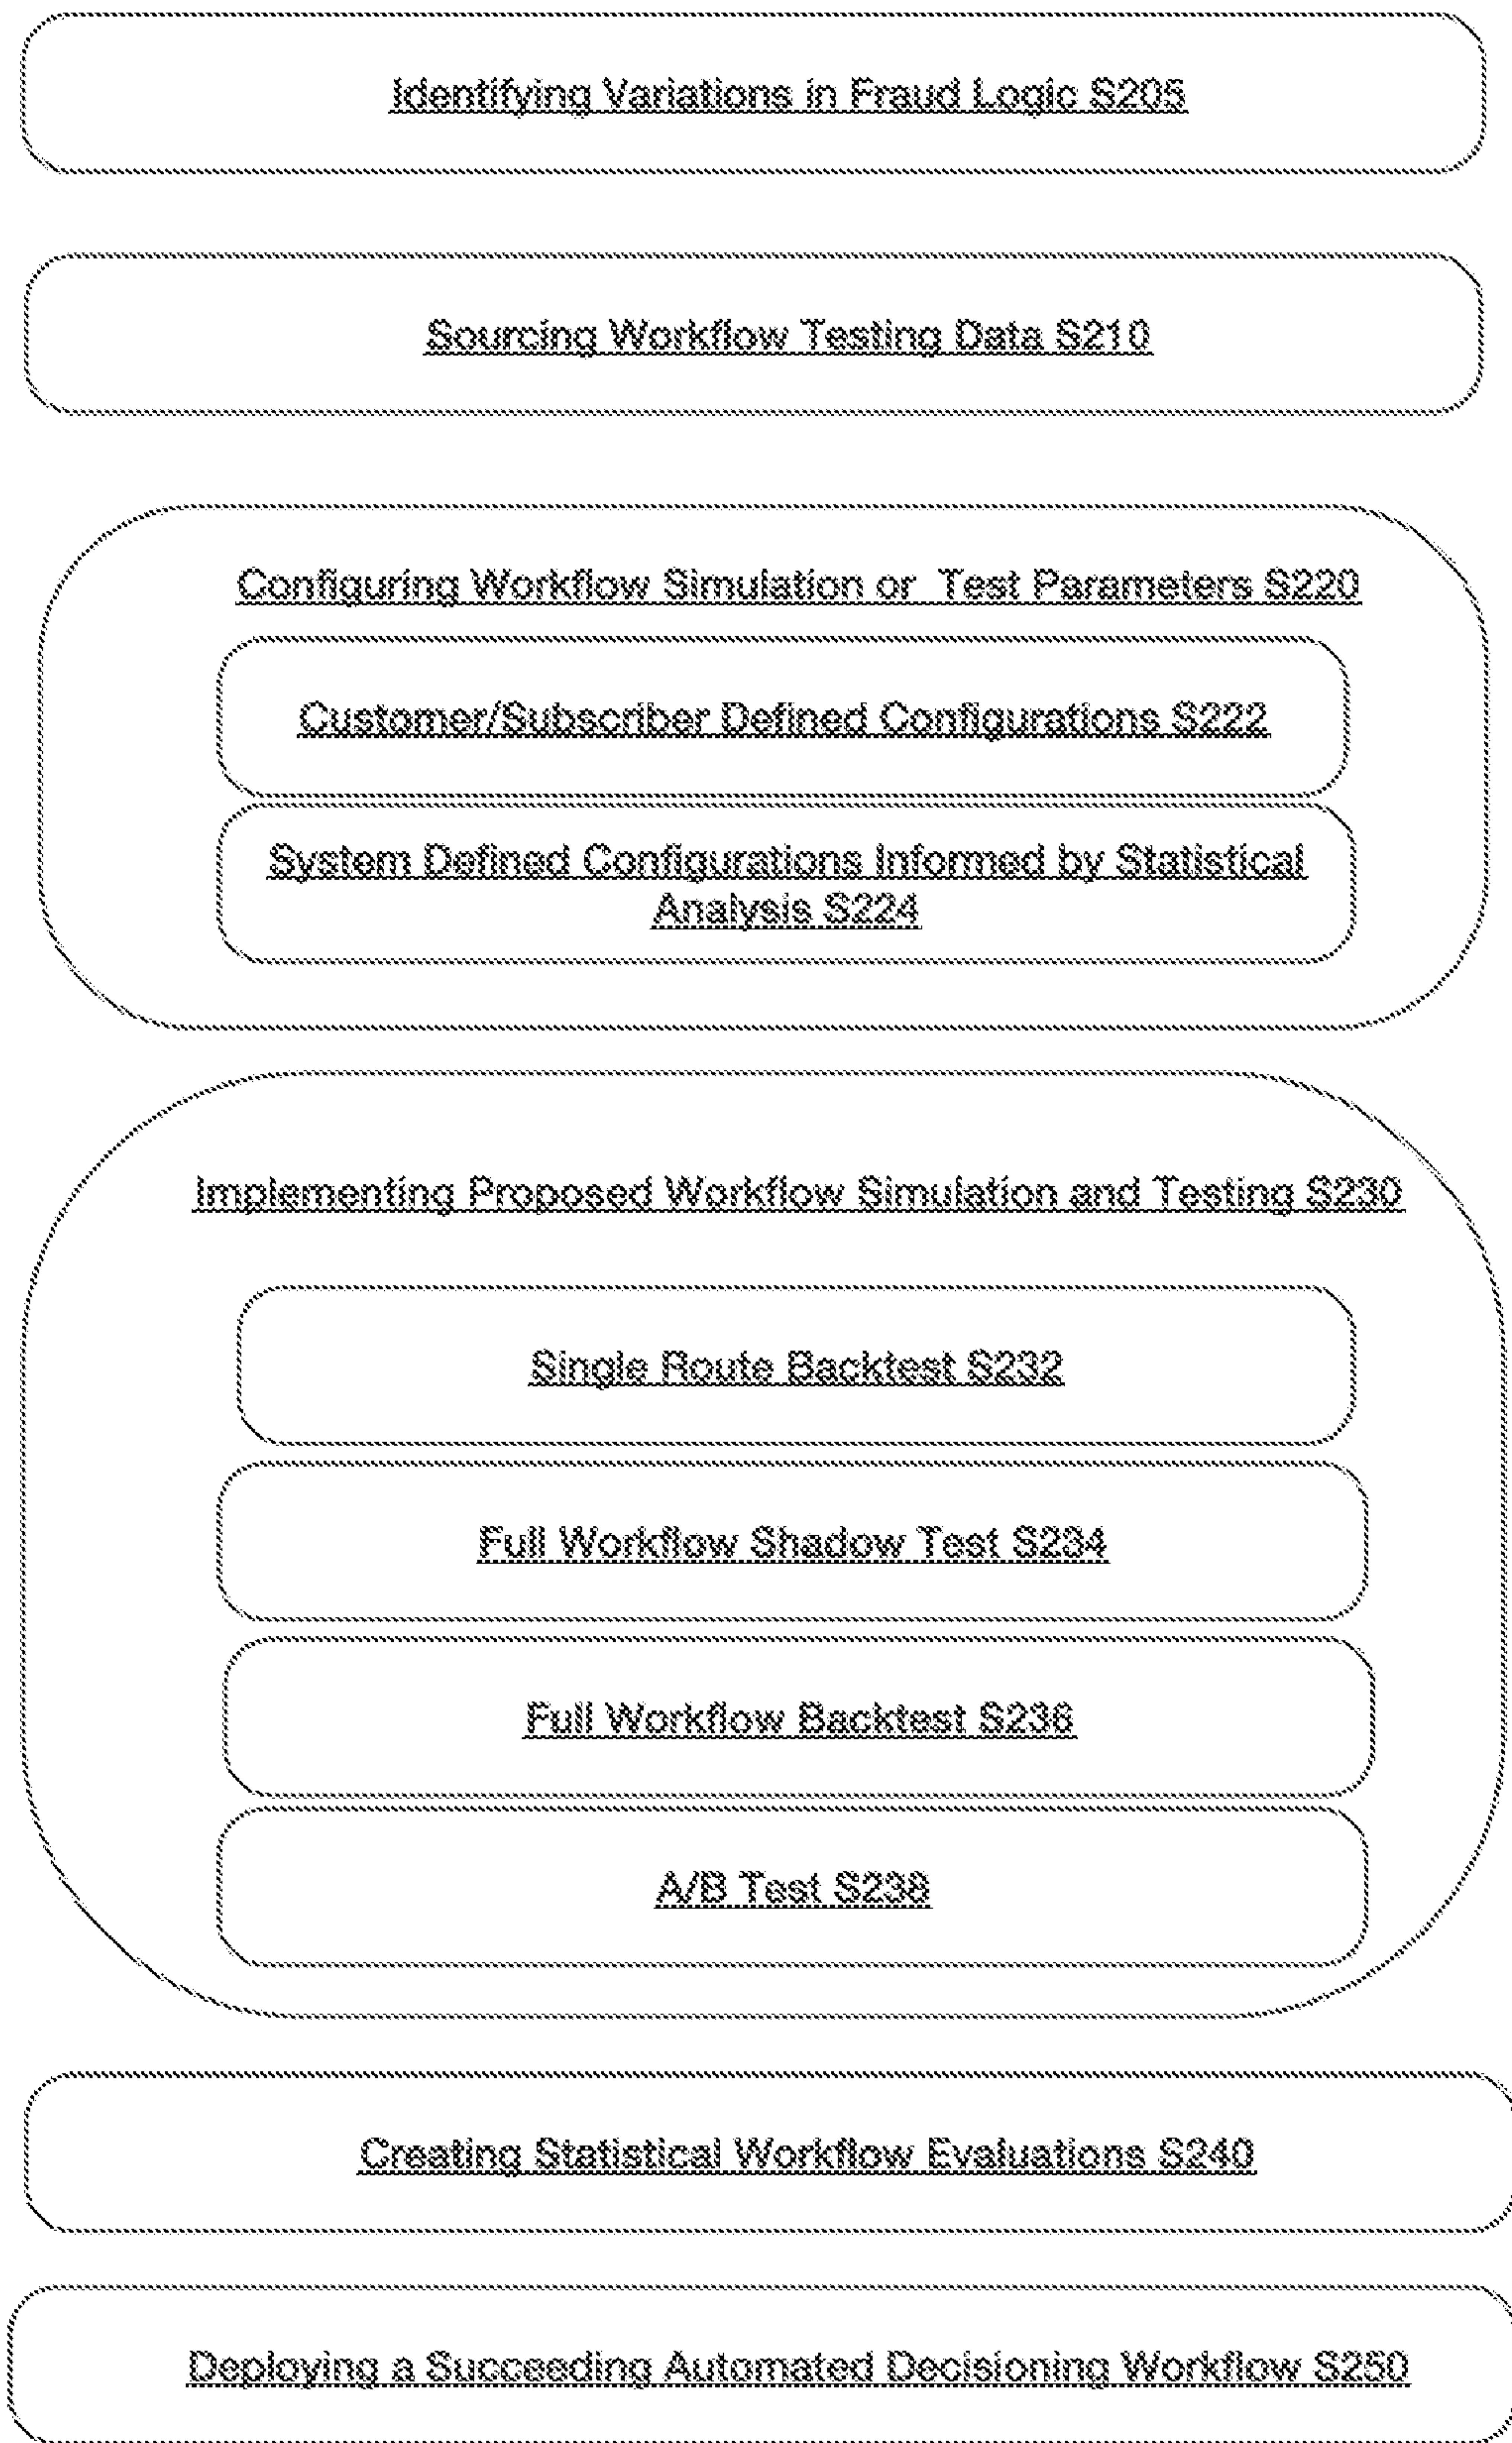 Identifying Variations in Fraud Logic S205
Sourcing Workflow Testing Data S210
Configuring Workflow Simulation or Test Parameters S220
Customer/Subscriber Defined Configurations S222
System Defined Configurations Informed by Statistical
Analysis S224
Implementing Proposed Workflow Simulation and Testing S230
Single Route Backtest S232
Full Workflow Shadow Test S234
Full Workflow Backtest S236
A/B Test S238
Creating Statistical Workflow Evaluations S240
Deploying a Succeeding Automated Decisioning Workflow S250